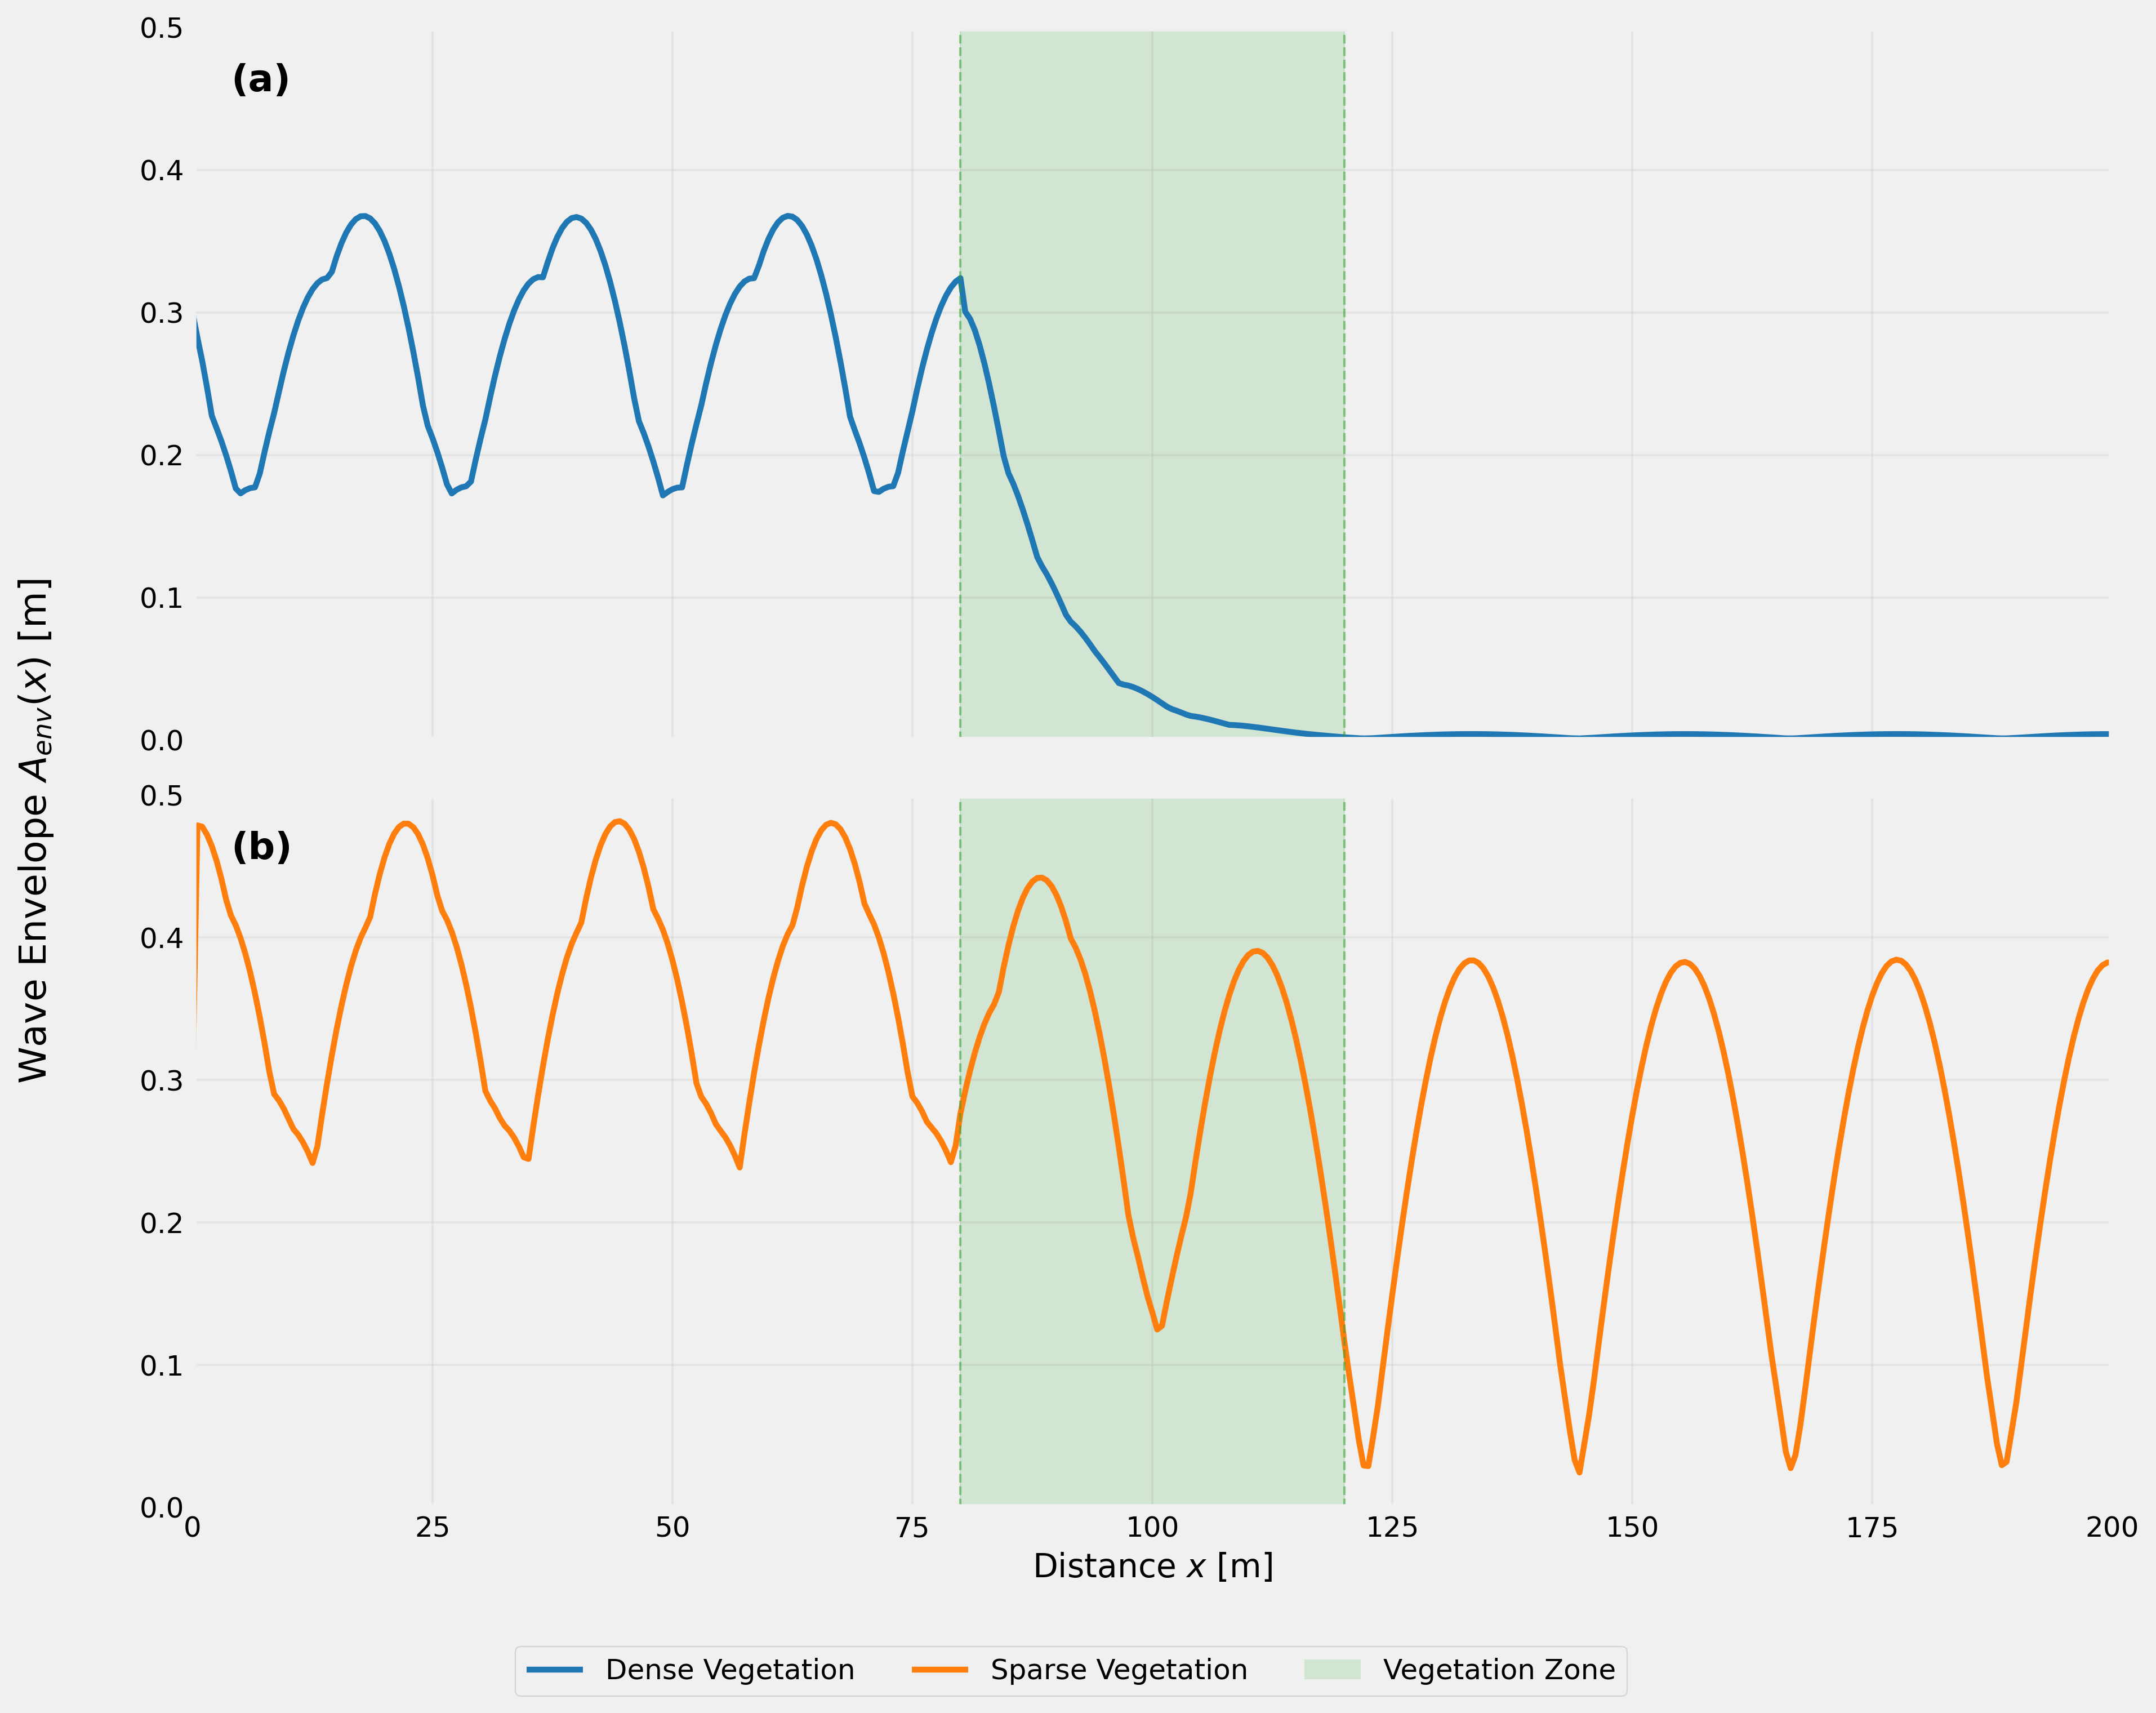 Wave Envelope A_env(x) [m]
(a)
0.5
0.4
0.3
0.2
0.1
0.0
(b)
0.5
0.4
0.3
0.2
0.1
0.0
0 25 50 75 100 125 150 175 200
Distance x [m]
Dense Vegetation Sparse Vegetation Vegetation Zone